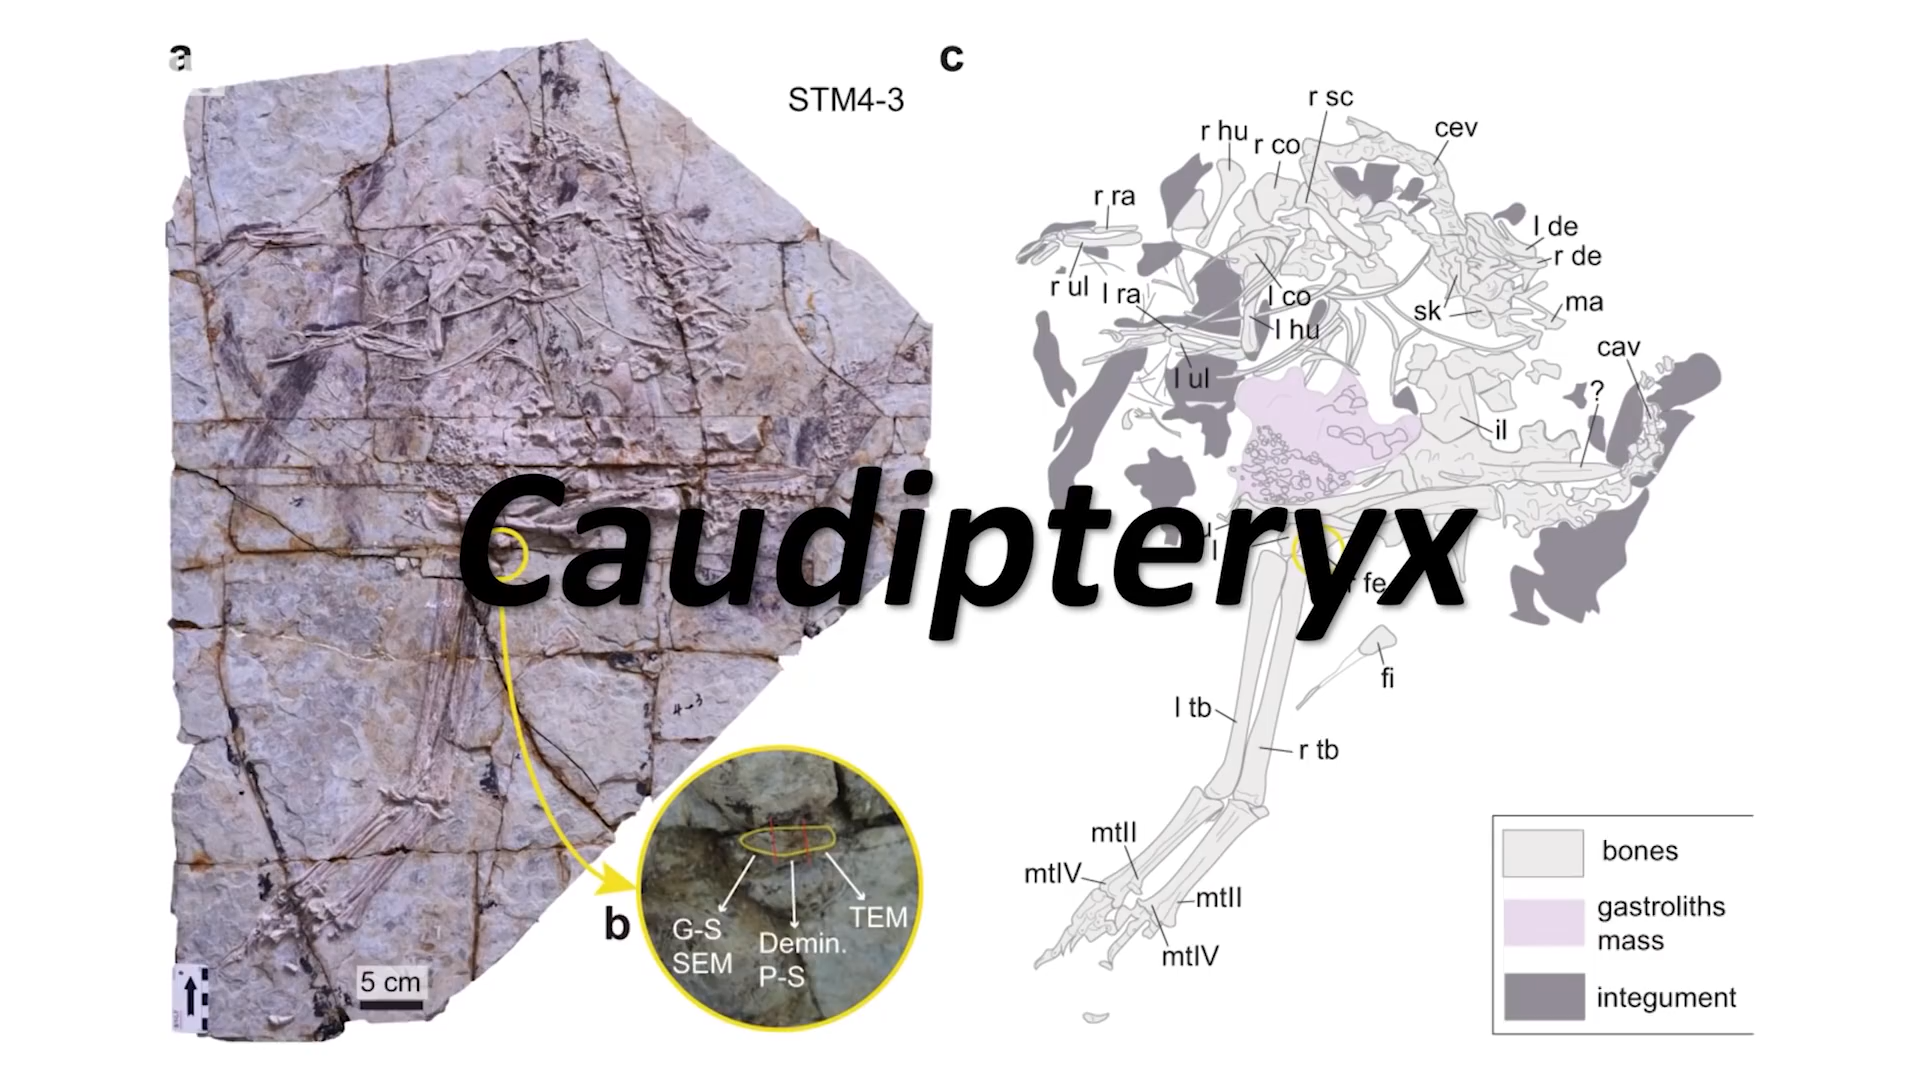 a
STM4-3
c
r sc
r hu
r co
cev
r ra
l de
r de
r ul
l ra
l co
l hu
sk
ma
cav
?
l ul
il
Caudipteryx
l
r fe
fi
l tb
r tb
mtII
mtIV
mtII
mtIV
4-3
b
G-S
SEM
Demin.
P-S
TEM
5 cm
bones
gastroliths
mass
integument